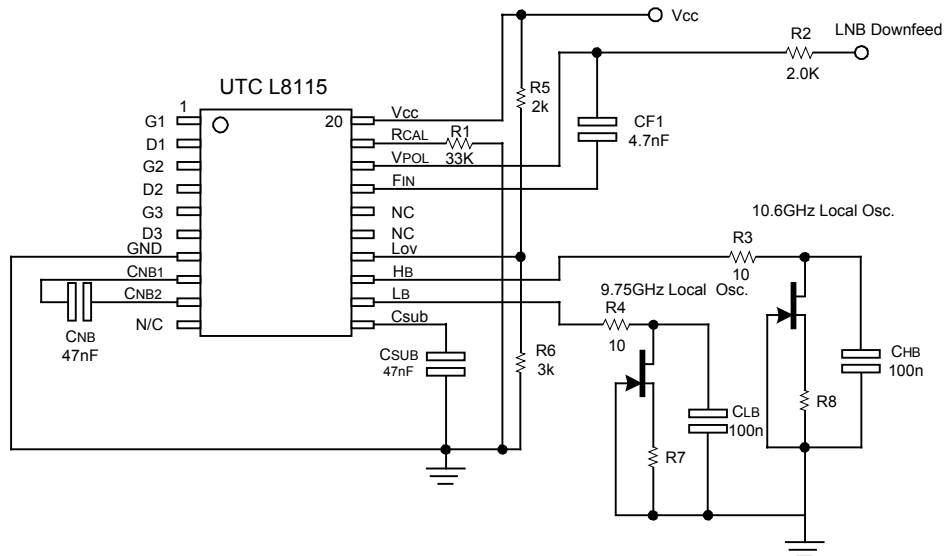 Vcc
R2
LNB Downfeed
2.0K
UTC L8115
R5
2k
1
20
G1
D1
G2
D2
G3
D3
GND
CNB1
CNB2
N/C
Vcc
RCAL
R1
33K
VPOL
FIN
NC
NC
Lov
HB
LB
Csub
CF1
4.7nF
10.6GHz Local Osc.
R3
10
9.75GHz Local Osc.
R4
10
CNB
47nF
CSUB
47nF
R6
3k
CHB
100n
R8
CLB
100n
R7